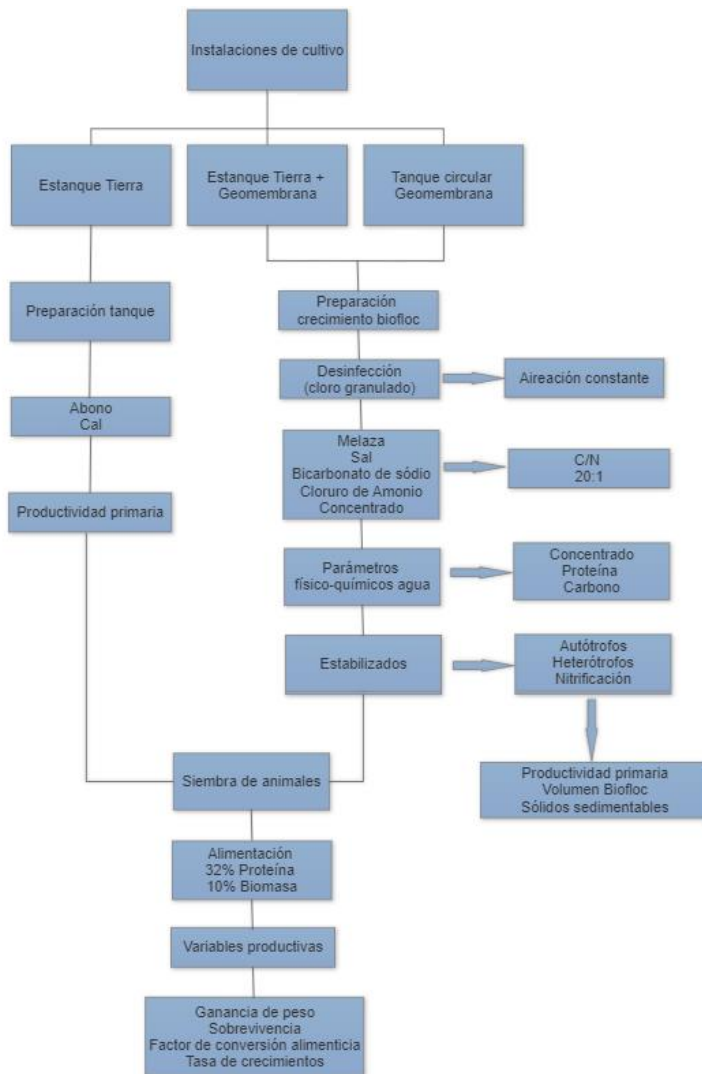 Instalaciones de cultivo
Estanque Tierra
Estanque Tierra +
Geomembrana
Tanque circular
Geomembrana
Preparación tanque
Preparación
crecimiento biofloc
Desinfección
(cloro granulado)
Aireación constante
Abono
Cal
Melaza
Sal
Bicarbonato de sódio
Cloruro de Amonio
Concentrado
C/N
20:1
Productividad primaria
Parámetros
físico-químicos agua
Concentrado
Proteína
Carbono
Estabilizados
Autótrofos
Heterótrofos
Nitrificación
Siembra de animales
Productividad primaria
Volumen Biofloc
Sólidos sedimentables
Alimentación
32% Proteína
10% Biomasa
Variables productivas
Ganancia de peso
Sobrevivencia
Factor de conversión alimenticia
Tasa de crecimientos